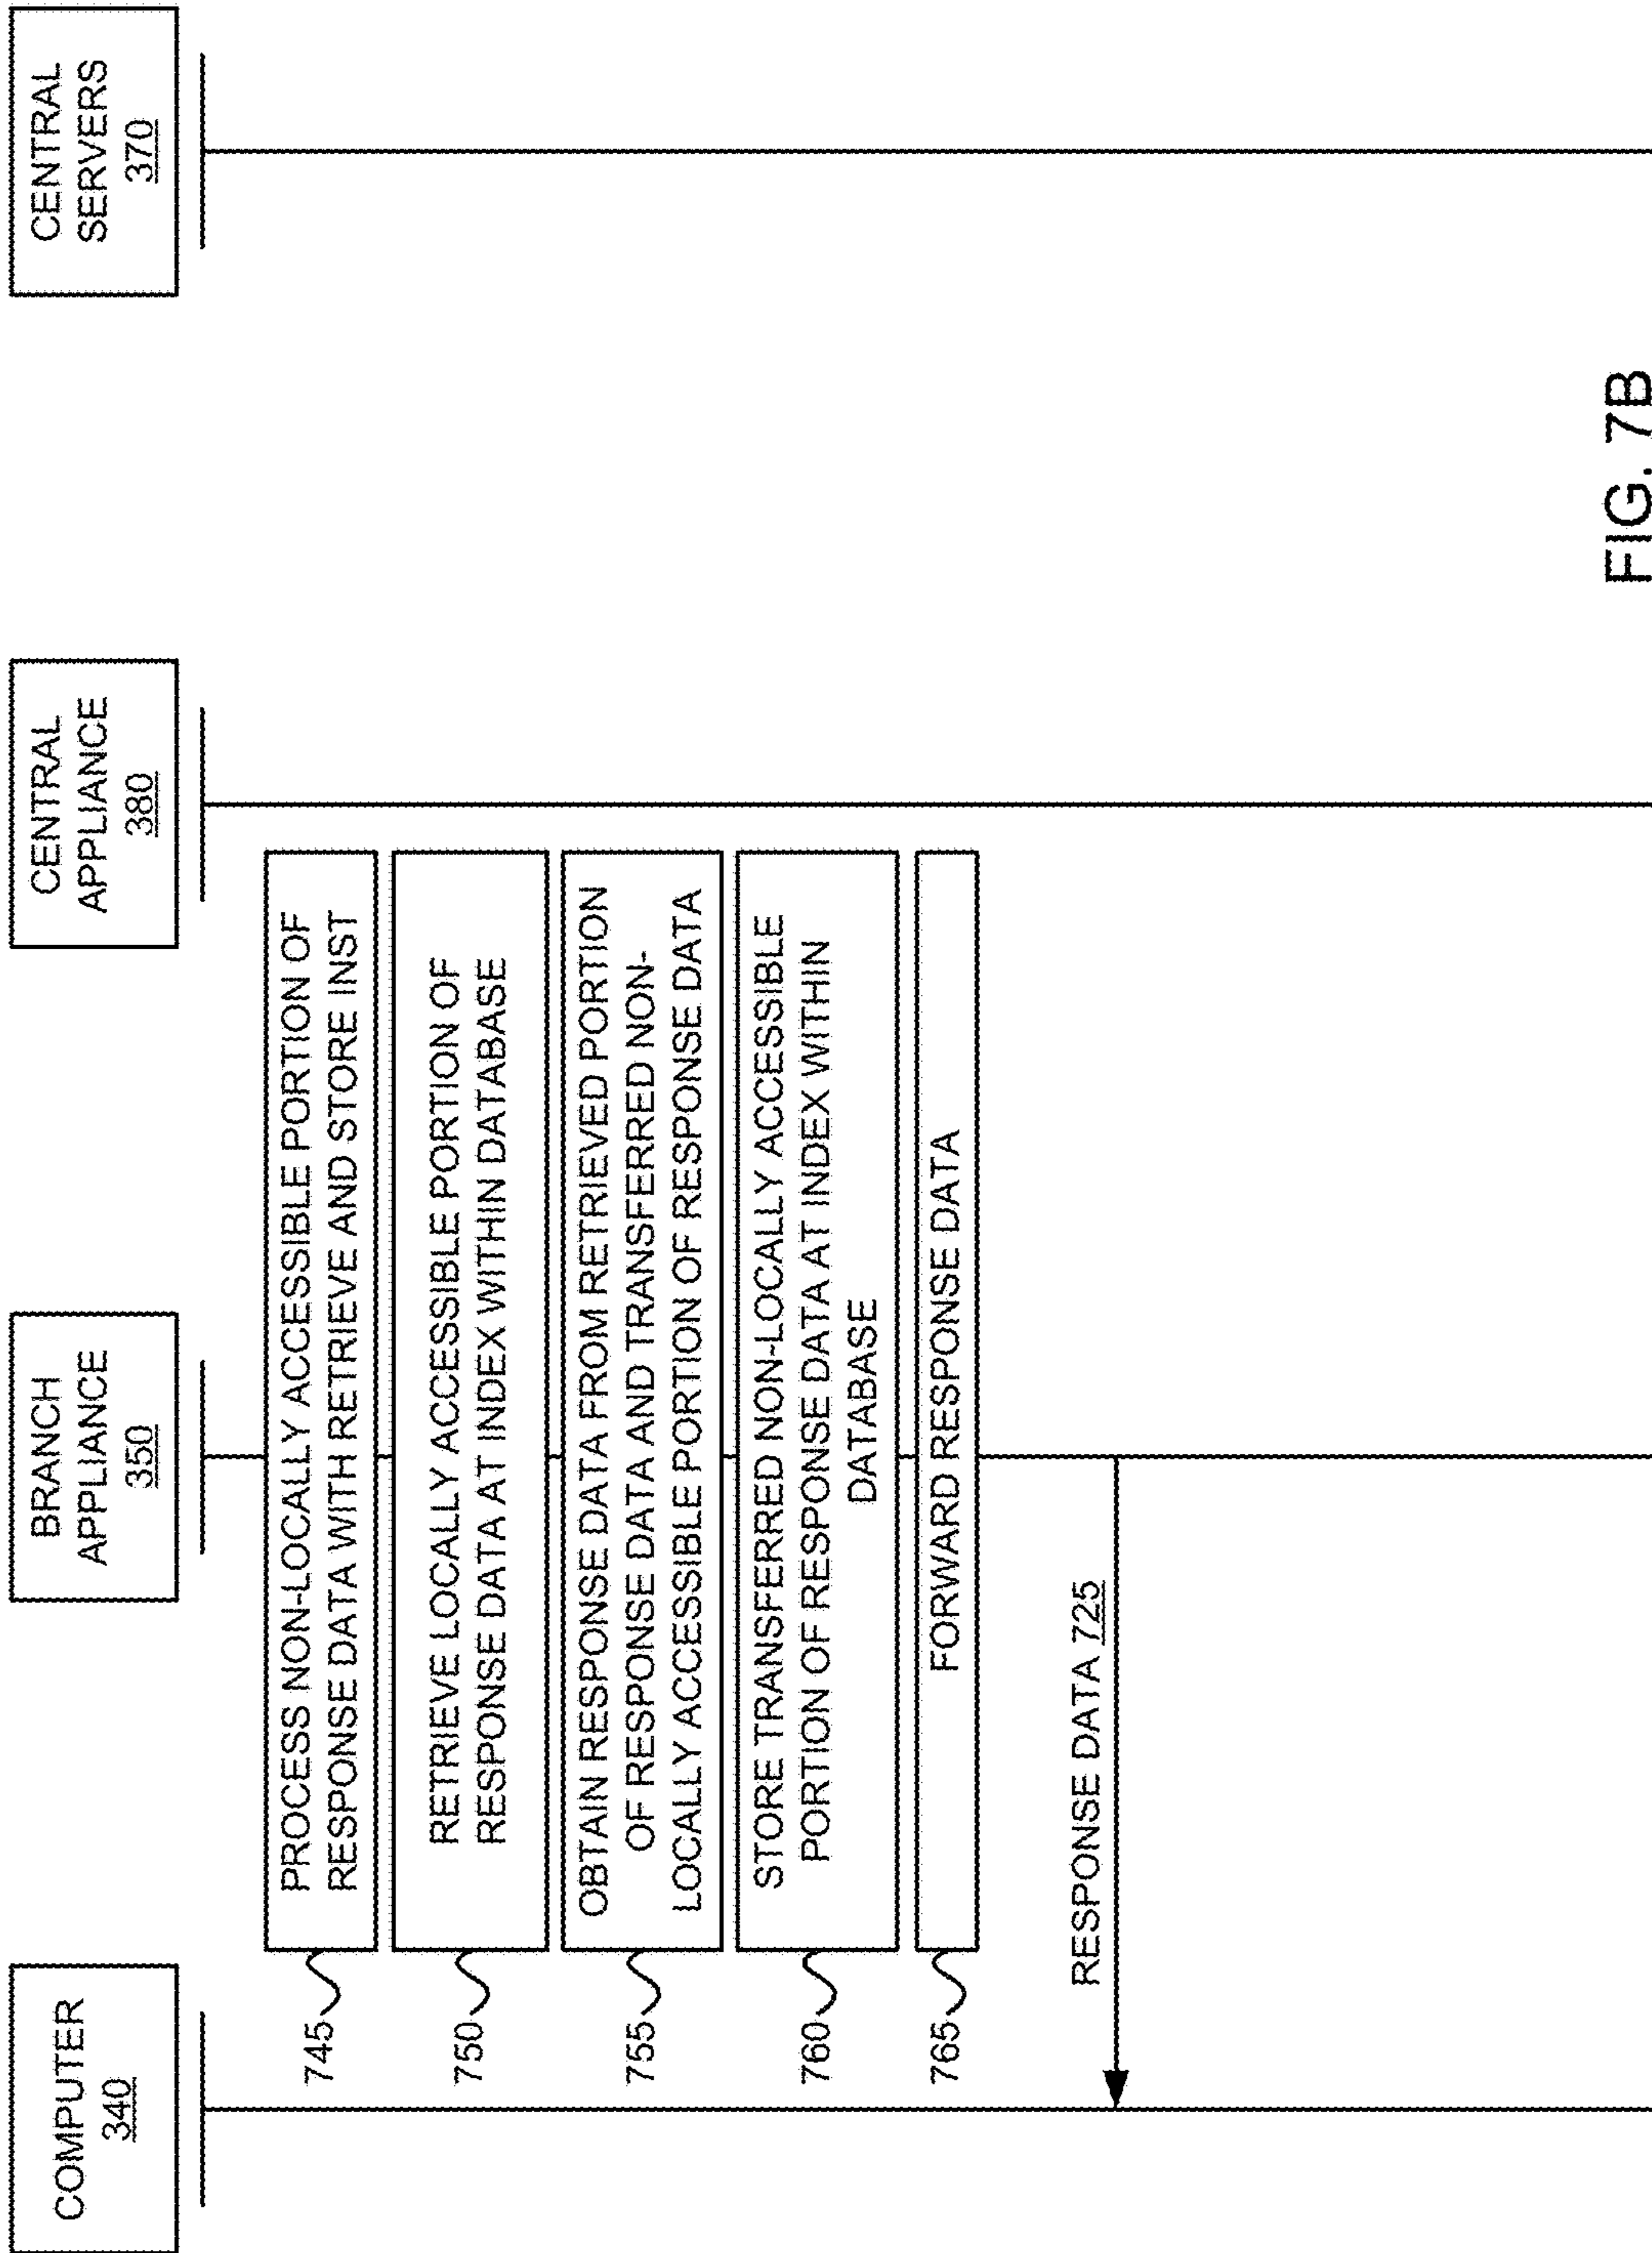 COMPUTER
340
BRANCH
APPLIANCE
350
CENTRAL
APPLIANCE
380
CENTRAL
SERVERS
370
745
PROCESS NON-LOCALLY ACCESSIBLE PORTION OF
RESPONSE DATA WITH RETRIEVE AND STORE INST
750
RETRIEVE LOCALLY ACCESSIBLE PORTION OF
RESPONSE DATA AT INDEX WITHIN DATABASE
755
OBTAIN RESPONSE DATA FROM RETRIEVED PORTION
OF RESPONSE DATA AND TRANSFERRED NON-
LOCALLY ACCESSIBLE PORTION OF RESPONSE DATA
760
STORE TRANSFERRED NON-LOCALLY ACCESSIBLE
PORTION OF RESPONSE DATA AT INDEX WITHIN
DATABASE
765
FORWARD RESPONSE DATA
RESPONSE DATA 725
FIG. 7B